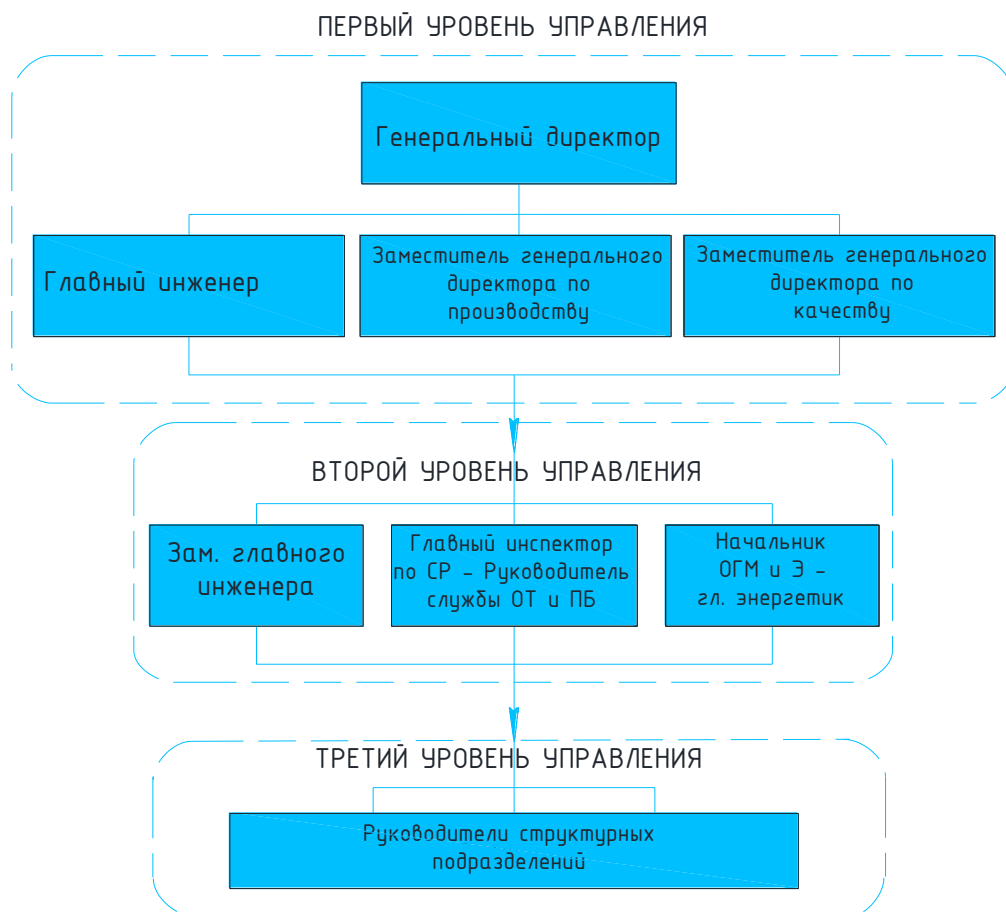 ПЕРВЫЙ УРОВЕНЬ УПРАВЛЕНИЯ
Генеральный директор
Главный инженер
Заместитель генерального
директора по
производству
Заместитель генерального
директора по
качеству
ВТОРОЙ УРОВЕНЬ УПРАВЛЕНИЯ
Зам. главного
инженера
Главный инспектор
по СР - Руководитель
службы ОТ и ПБ
Начальник
ОГМ и Э -
гл. энергетик
ТРЕТИЙ УРОВЕНЬ УПРАВЛЕНИЯ
Руководители структурных
подразделений